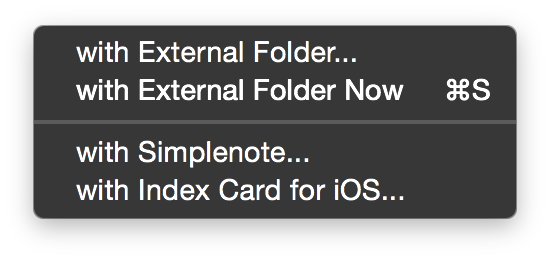 with External Folder...
with External Folder Now ⌘S
with Simplenote...
with Index Card for iOS...